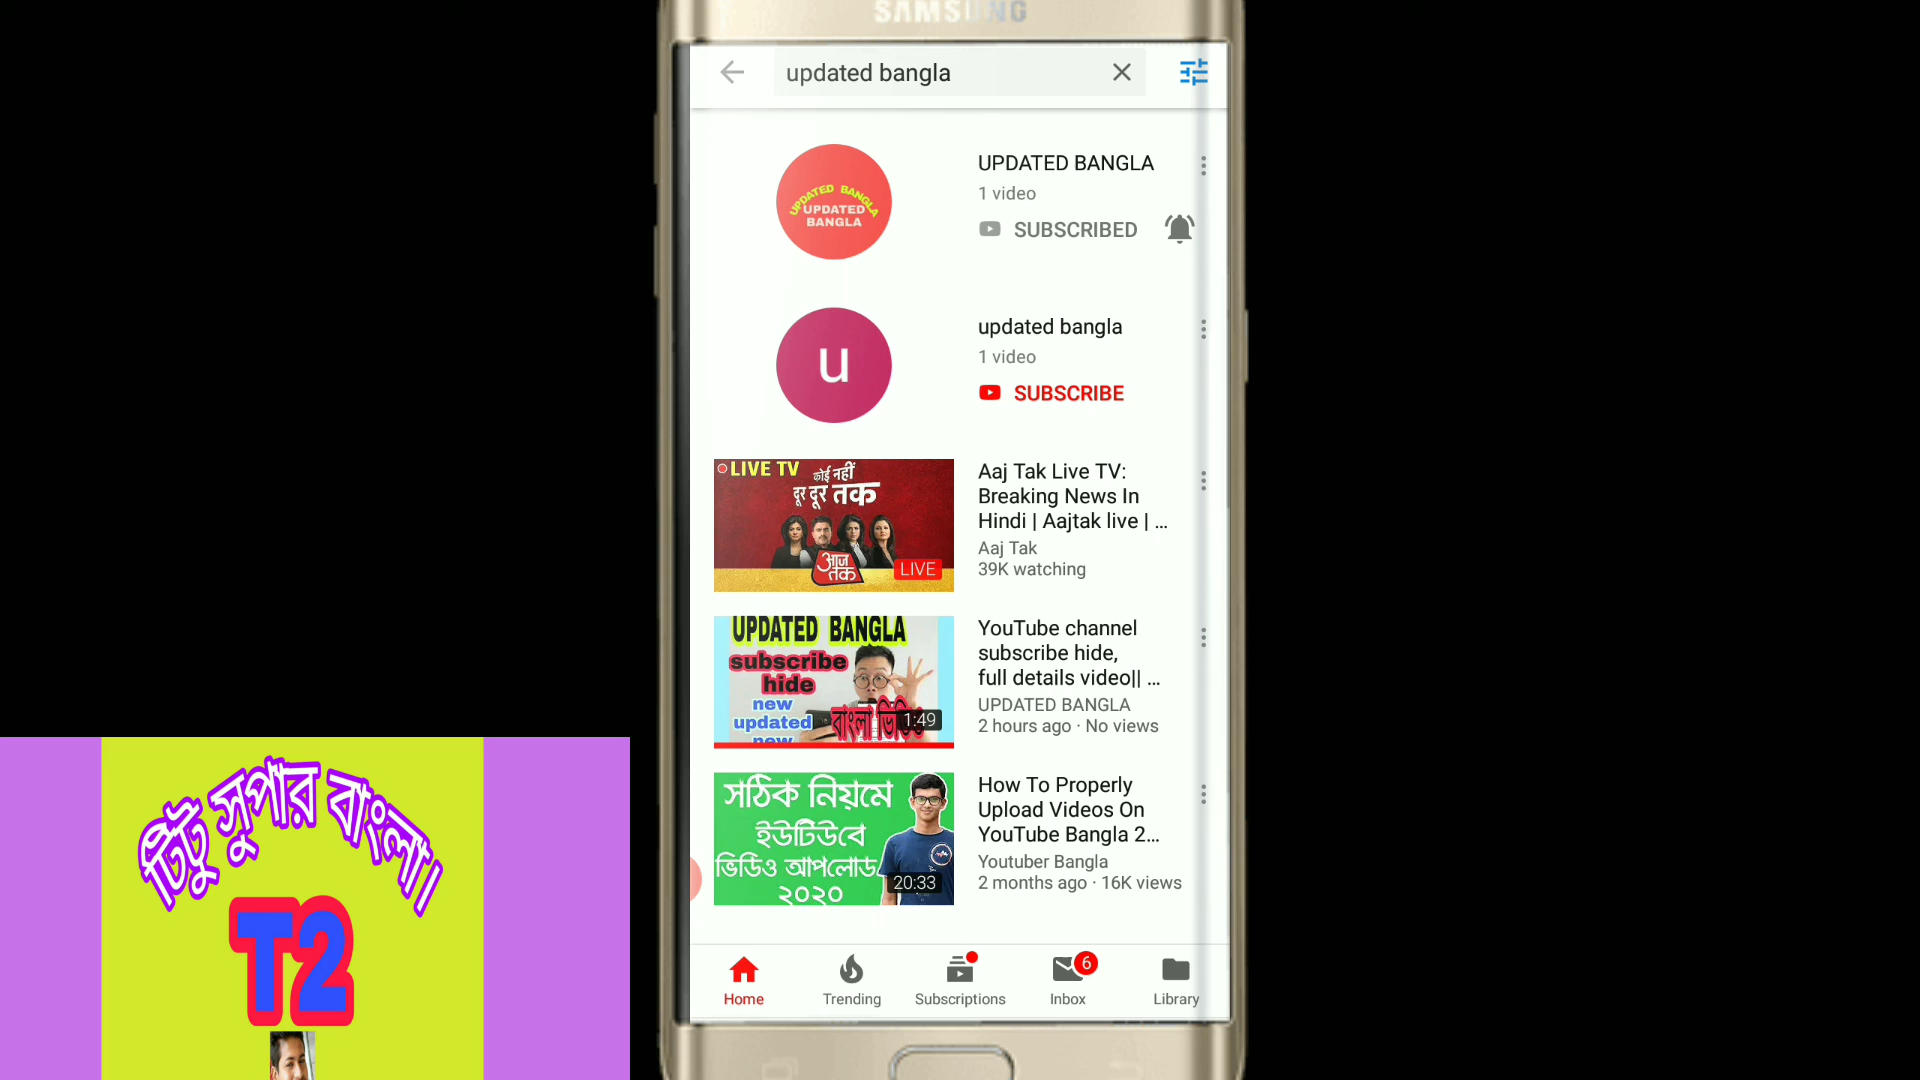 SAMSUNG
updated bangla
UPDATED BANGLA
UPDATED
BANGLA
UPDATED BANGLA
1 video
SUBSCRIBED
u
updated bangla
1 video
SUBSCRIBE
LIVE TV
कोई नहीं
दूर दूर तक
आज
तक
LIVE
Aaj Tak Live TV:
Breaking News In
Hindi | Aajtak live | ...
Aaj Tak
39K watching
UPDATED BANGLA
subscribe
hide
new
updated
new
বাংলা ভিডিও
1:49
YouTube channel
subscribe hide,
full details video|| ...
UPDATED BANGLA
2 hours ago · No views
সঠিক নিয়মে
ইউটিউবে
ভিডিও আপলোড
২০২০
20:33
How To Properly
Upload Videos On
YouTube Bangla 2...
Youtuber Bangla
2 months ago · 16K views
Home
Trending
Subscriptions
6
Inbox
Library
টিটু সুপার বাংলা।
T2